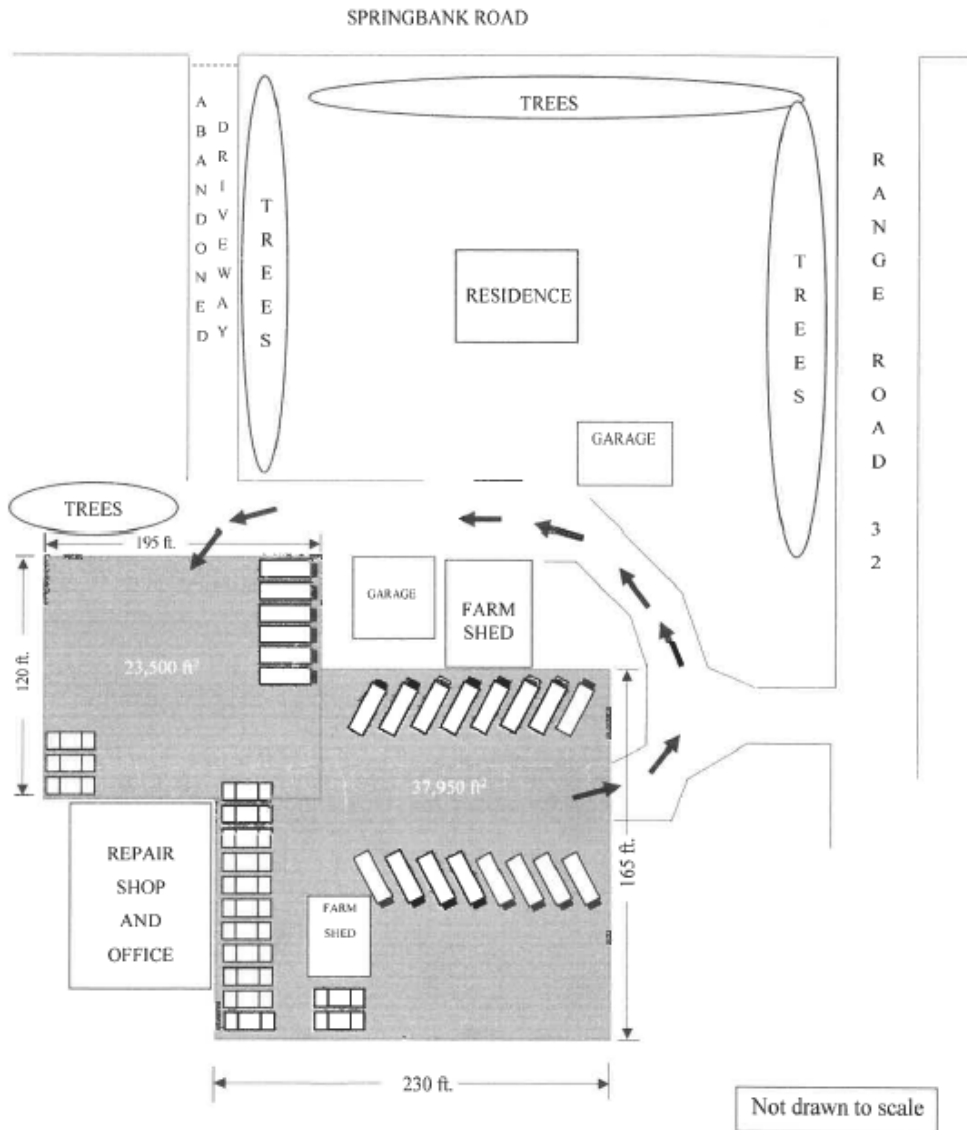 SPRINGBANK ROAD
ABANDONED
DRIVEWAY
TREES
TREES
TREES
RANGE ROAD 32
RESIDENCE
GARAGE
TREES
195 ft.
120 ft.
23,500 ft²
GARAGE
FARM
SHED
37,950 ft²
165 ft.
REPAIR
SHOP
AND
OFFICE
FARM
SHED
230 ft.
Not drawn to scale